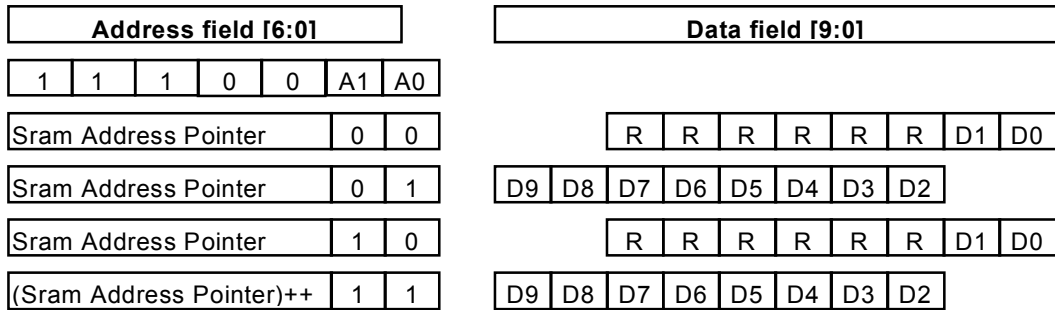 Address field [6:0] Data field [9:0]
1 1 1 0 0 A1 A0
Sram Address Pointer 0 0 R R R R R R D1 D0
Sram Address Pointer 0 1 D9 D8 D7 D6 D5 D4 D3 D2
Sram Address Pointer 1 0 R R R R R R D1 D0
(Sram Address Pointer)++ 1 1 D9 D8 D7 D6 D5 D4 D3 D2